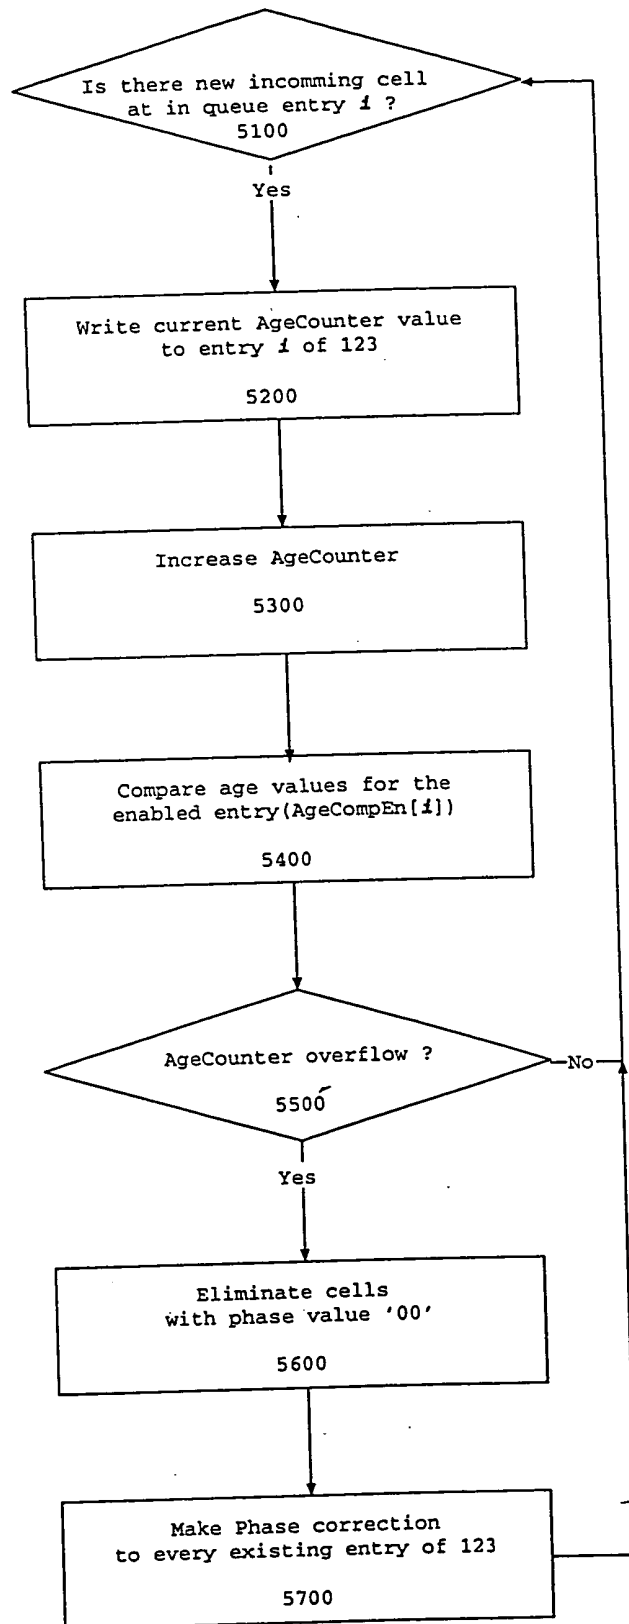 Is there new incomming cell
at in queue entry i ?
5100
Yes
Write current AgeCounter value
to entry i of 123
5200
Increase AgeCounter
5300
Compare age values for the
enabled entry(AgeCompEn[i])
5400
AgeCounter overflow ?
5500
No
Yes
Eliminate cells
with phase value '00'
5600
Make Phase correction
to every existing entry of 123
5700